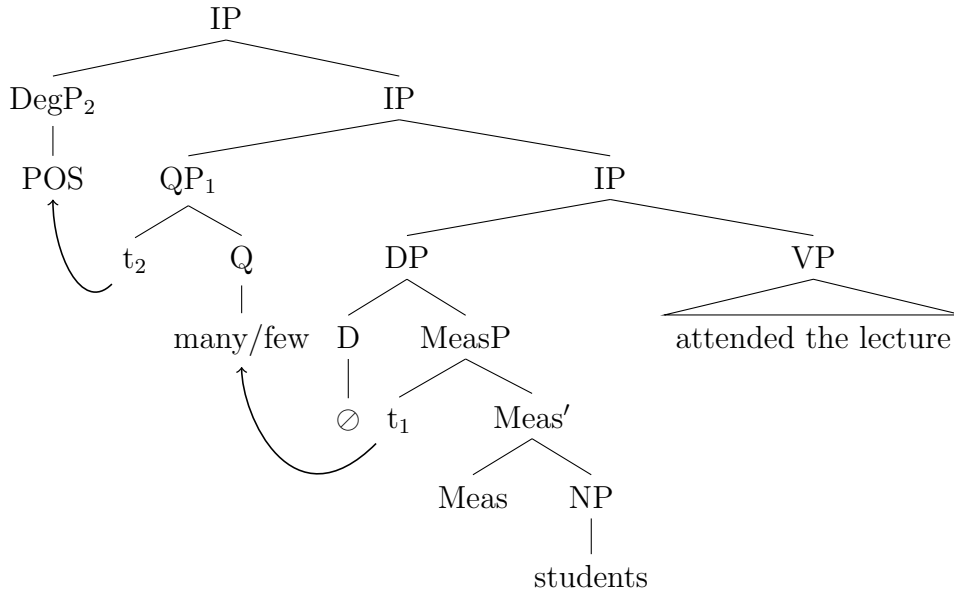 IP
DegP₂ IP
POS QP₁ IP
t₂ Q DP VP
many/few D MeasP attended the lecture
∅ t₁ Meas′
Meas NP
students